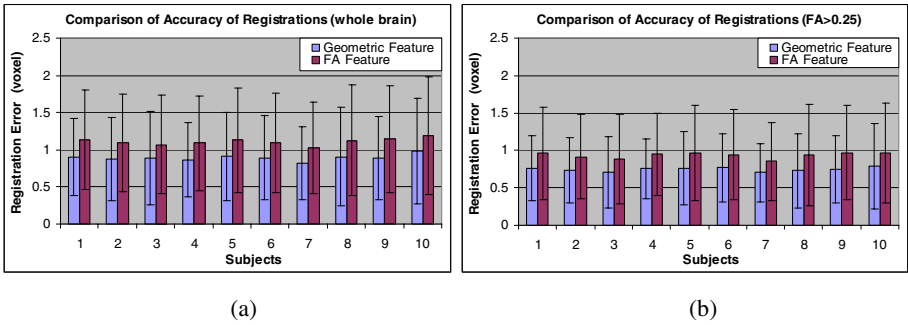 Comparison of Accuracy of Registrations (whole brain)
2.5
2
1.5
1
0.5
0
Registration Error (voxel)
Geometric Feature
FA Feature
1 2 3 4 5 6 7 8 9 10
Subjects
(a)
Comparison of Accuracy of Registrations (FA>0.25)
2.5
2
1.5
1
0.5
0
Registration Error (voxel)
Geometric Feature
FA Feature
1 2 3 4 5 6 7 8 9 10
Subjects
(b)